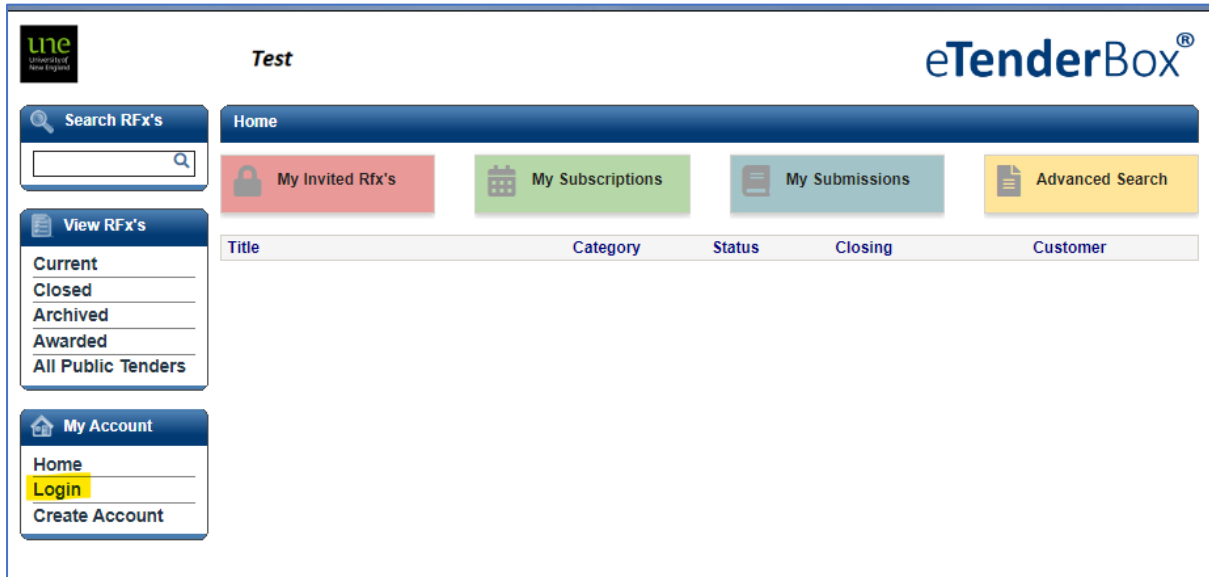 une
University of
New England
Test
eTenderBox®
Search RFx's
Home
My Invited Rfx's
My Subscriptions
My Submissions
Advanced Search
View RFx's
Current
Closed
Archived
Awarded
All Public Tenders
Title Category Status Closing Customer
My Account
Home
Login
Create Account